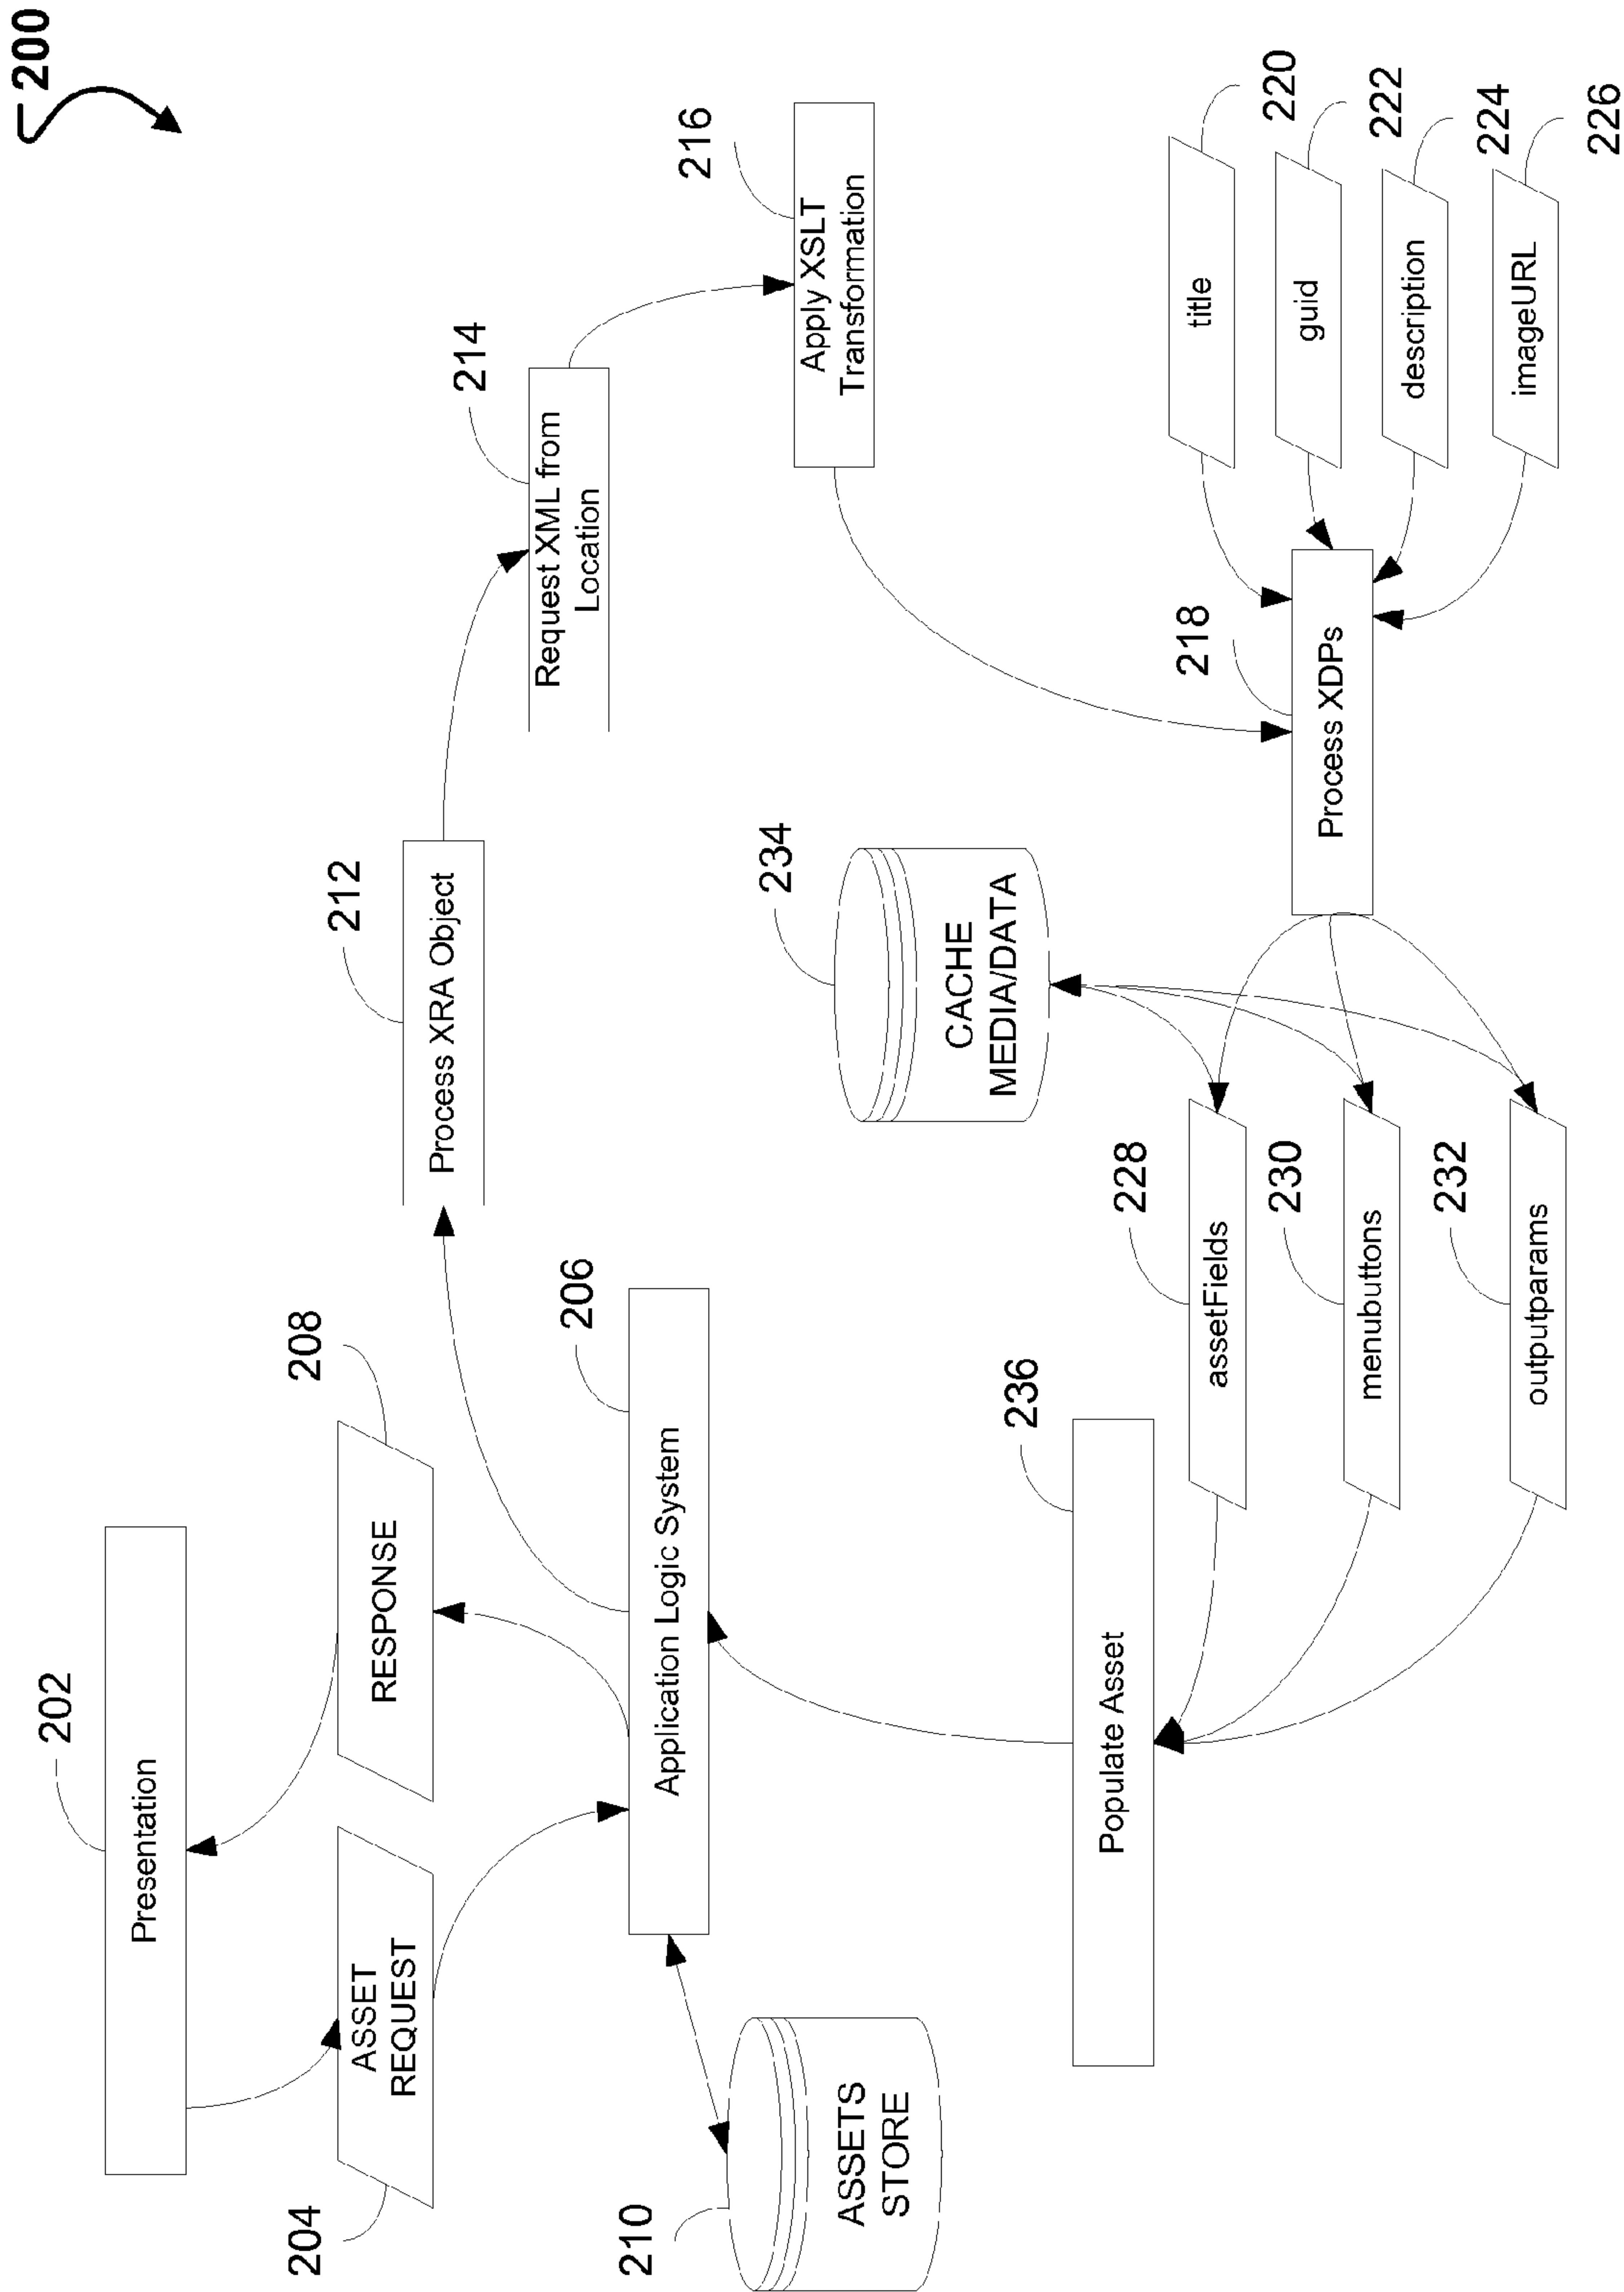 200
202
Presentation
204
ASSET
REQUEST
208
RESPONSE
206
Application Logic System
210
ASSETS
STORE
212
Process XRA Object
214
Request XML from
Location
216
Apply XSLT
Transformation
218
Process XDPs
title
220
guid
222
description
224
imageURL
226
234
CACHE
MEDIA/DATA
228
assetFields
230
menubuttons
232
outputparams
236
Populate Asset